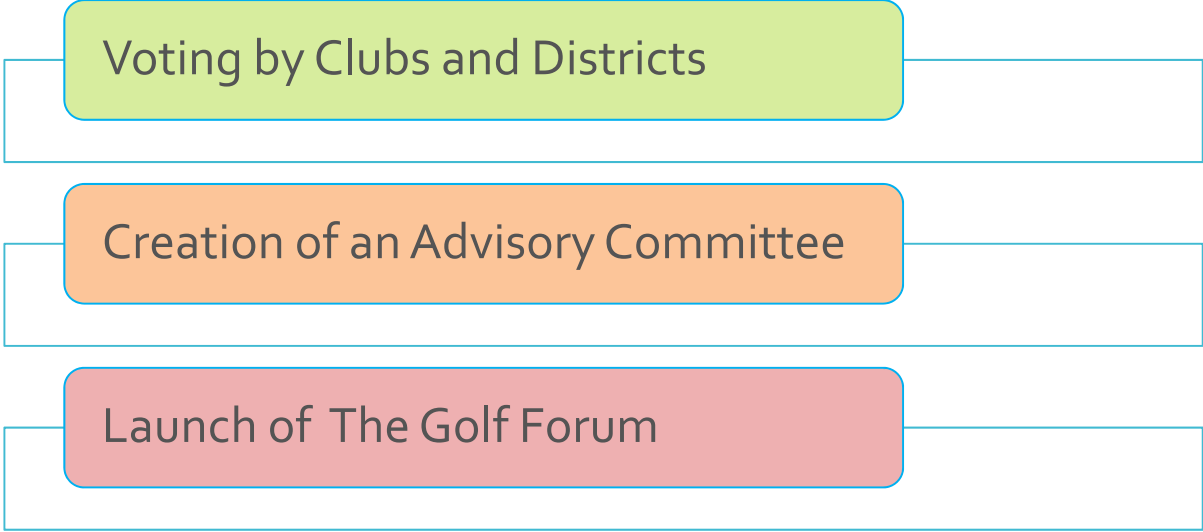 Voting by Clubs and Districts
Creation of an Advisory Committee
Launch of The Golf Forum